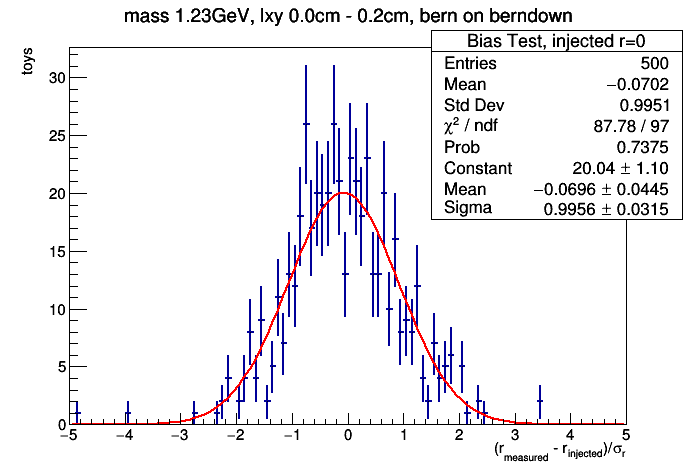 mass 1.23GeV, lxy 0.0cm - 0.2cm, bern on berndown
Bias Test, injected r=0
Entries 500
Mean −0.0702
Std Dev 0.9951
χ² / ndf 87.78 / 97
Prob 0.7375
Constant 20.04 ± 1.10
Mean −0.0696 ± 0.0445
Sigma 0.9956 ± 0.0315
toys
30
25
20
15
10
5
0
−5 −4 −3 −2 −1 0 1 2 3 4 5
(r_measured - r_injected)/σ_r